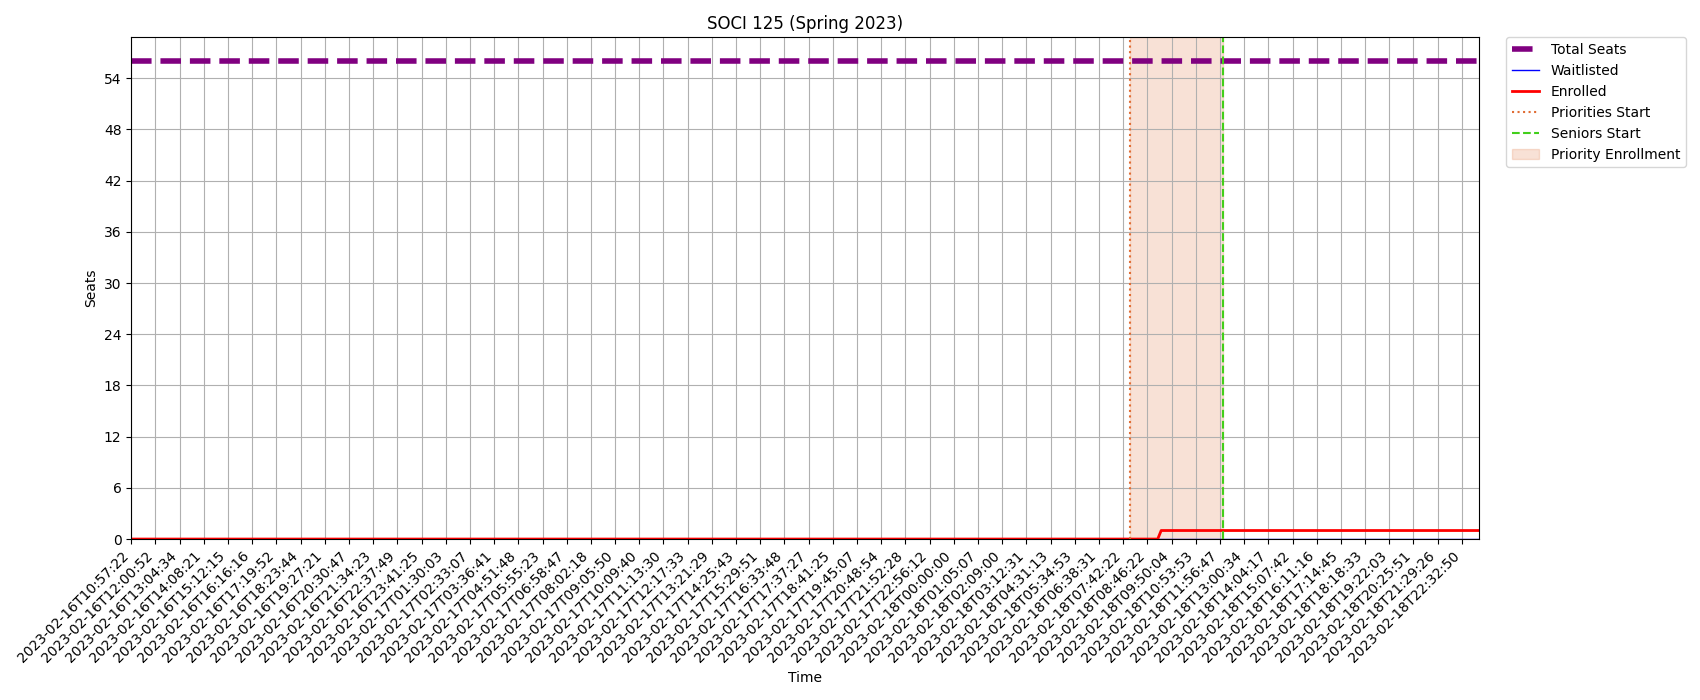 SOCI 125 (Spring 2023)
Total Seats
Waitlisted
Enrolled
Priorities Start
Seniors Start
Priority Enrollment
Seats
54
48
42
36
30
24
18
12
6
0
2023-02-16T10:57:22
2023-02-16T12:00:52
2023-02-16T13:04:34
2023-02-16T14:08:21
2023-02-16T15:12:15
2023-02-16T16:16:16
2023-02-16T17:19:52
2023-02-16T18:23:44
2023-02-16T19:27:21
2023-02-16T20:30:47
2023-02-16T21:34:23
2023-02-16T22:37:49
2023-02-16T23:41:25
2023-02-17T01:30:03
2023-02-17T02:33:07
2023-02-17T03:36:41
2023-02-17T04:51:48
2023-02-17T05:55:23
2023-02-17T06:58:47
2023-02-17T08:02:18
2023-02-17T09:05:50
2023-02-17T10:09:40
2023-02-17T11:13:30
2023-02-17T12:17:33
2023-02-17T13:21:29
2023-02-17T14:25:43
2023-02-17T15:29:51
2023-02-17T16:33:48
2023-02-17T17:37:27
2023-02-17T18:41:25
2023-02-17T19:45:07
2023-02-17T20:48:54
2023-02-17T21:52:28
2023-02-17T22:56:12
2023-02-18T00:00:00
2023-02-18T01:05:07
2023-02-18T02:09:00
2023-02-18T03:12:31
2023-02-18T04:31:13
2023-02-18T05:34:53
2023-02-18T06:38:31
2023-02-18T07:42:22
2023-02-18T08:46:22
2023-02-18T09:50:04
2023-02-18T10:53:53
2023-02-18T11:56:47
2023-02-18T13:00:34
2023-02-18T14:04:17
2023-02-18T15:07:42
2023-02-18T16:11:16
2023-02-18T17:14:45
2023-02-18T18:18:33
2023-02-18T19:22:03
2023-02-18T20:25:51
2023-02-18T21:29:26
2023-02-18T22:32:50
Time